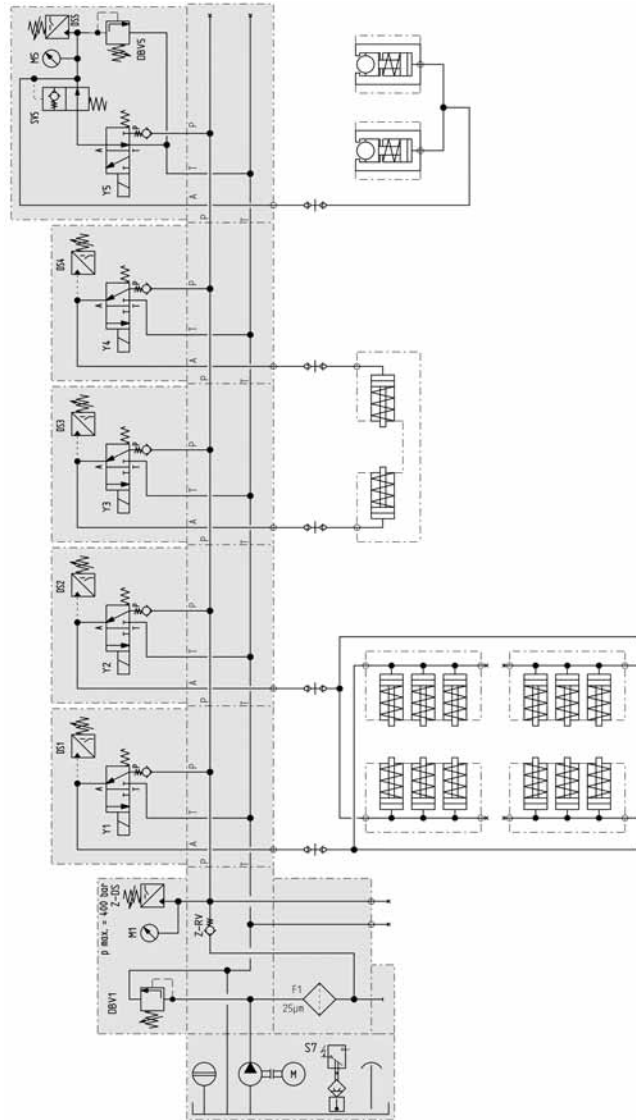 DS5
M5
DBV5
SV5
A
P
T
Y5
P
T
A
P
T
DS4
A
P
T
T
Y4
P
T
A
P
T
DS3
A
P
T
T
Y3
P
T
A
P
T
DS2
A
P
T
T
Y2
P
T
A
P
T
DS1
A
P
T
T
Y1
P
T
A
P
T
p max. = 400 bar
Z-DS
M1
Z-RV
DBV1
F1
25µm
M
S7